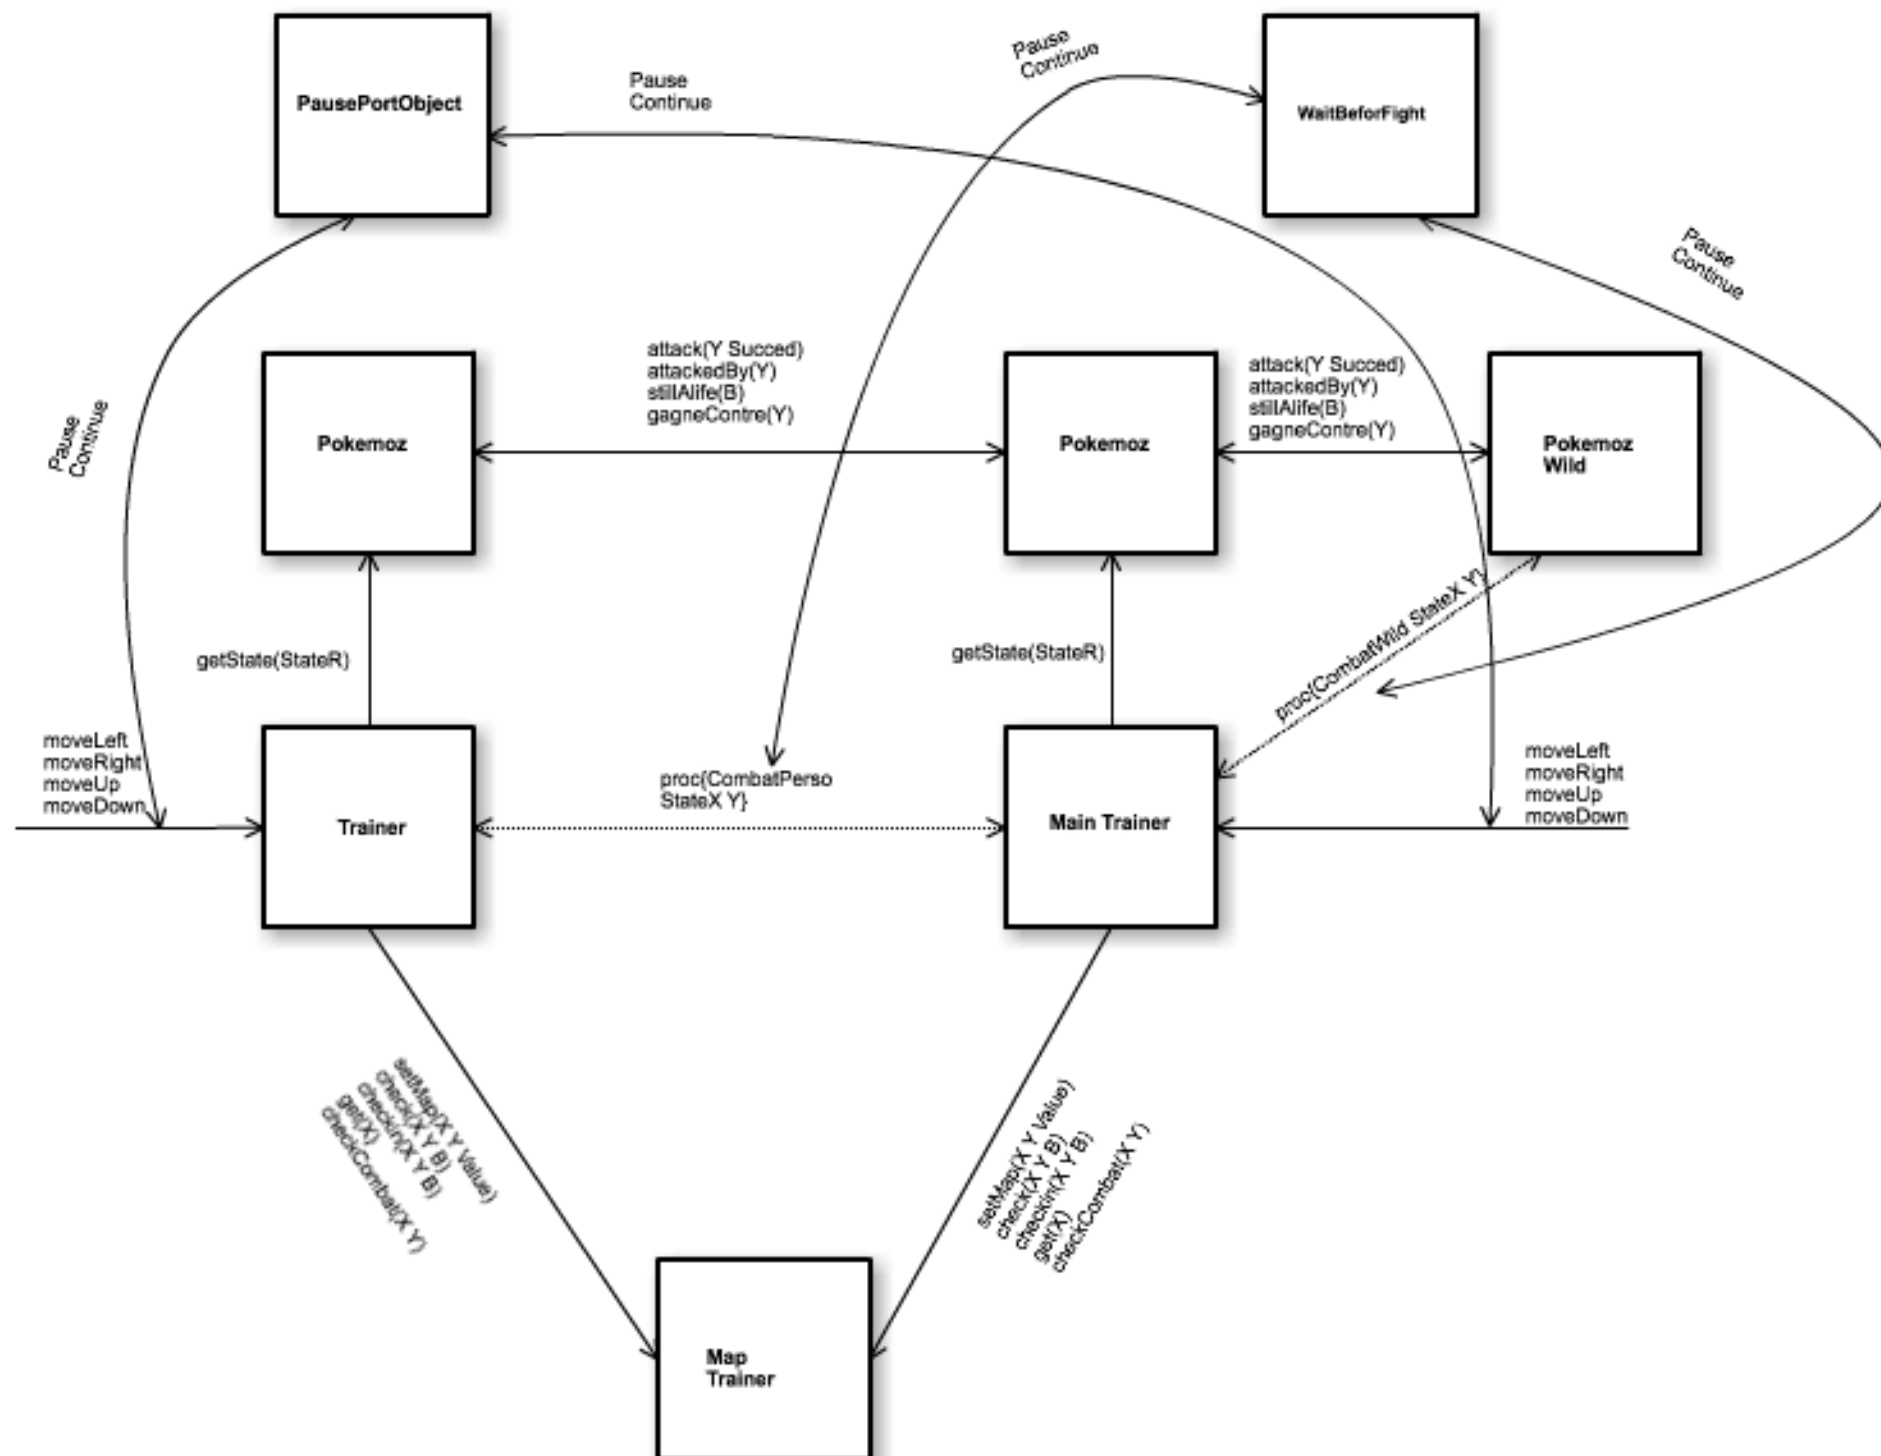 PausePortObject
Pause
Continue
Pause
Continue
WaitBeforFight
Pause
Continue
Pause
Continue
Pokemoz
attack(Y Succed)
attackedBy(Y)
stillAlife(B)
gagneContre(Y)
Pokemoz
attack(Y Succed)
attackedBy(Y)
stillAlife(B)
gagneContre(Y)
Pokemoz
Wild
getState(StateR)
getState(StateR)
proc{CombatWild StateX Y}
moveLeft
moveRight
moveUp
moveDown
Trainer
proc{CombatPerso
StateX Y}
Main Trainer
moveLeft
moveRight
moveUp
moveDown
setMap(X Y Value)
check(X Y B)
checkin(X Y B)
get(X)
checkCombat(X Y)
setMap(X Y Value)
check(X Y B)
checkin(X Y B)
get(X)
checkCombat(X Y)
Map
Trainer